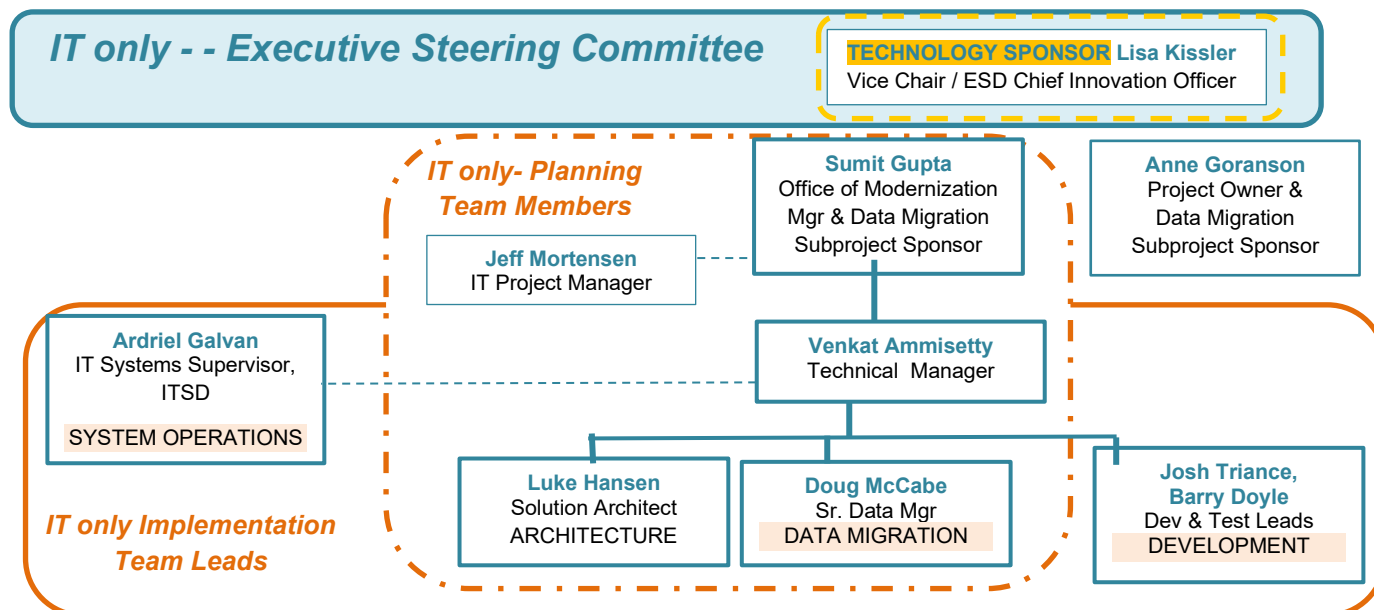 IT only - - Executive Steering Committee
TECHNOLOGY SPONSOR Lisa Kissler
Vice Chair / ESD Chief Innovation Officer
IT only- Planning
Team Members
Sumit Gupta
Office of Modernization
Mgr & Data Migration
Subproject Sponsor
Anne Goranson
Project Owner &
Data Migration
Subproject Sponsor
Jeff Mortensen
IT Project Manager
Ardriel Galvan
IT Systems Supervisor,
ITSD
SYSTEM OPERATIONS
Venkat Ammisetty
Technical Manager
Luke Hansen
Solution Architect
ARCHITECTURE
Doug McCabe
Sr. Data Mgr
DATA MIGRATION
Josh Triance,
Barry Doyle
Dev & Test Leads
DEVELOPMENT
IT only Implementation
Team Leads